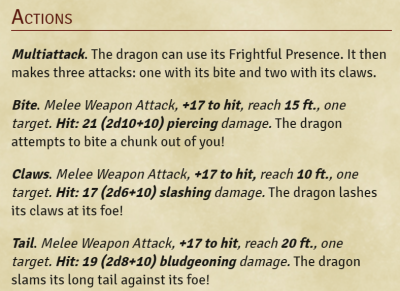 Actions
Multiattack. The dragon can use its Frightful Presence. It then
makes three attacks: one with its bite and two with its claws.
Bite. Melee Weapon Attack, +17 to hit, reach 15 ft., one
target. Hit: 21 (2d10+10) piercing damage. The dragon
attempts to bite a chunk out of you!
Claws. Melee Weapon Attack, +17 to hit, reach 10 ft., one
target. Hit: 17 (2d6+10) slashing damage. The dragon lashes
its claws at its foe!
Tail. Melee Weapon Attack, +17 to hit, reach 20 ft., one
target. Hit: 19 (2d8+10) bludgeoning damage. The dragon
slams its long tail against its foe!